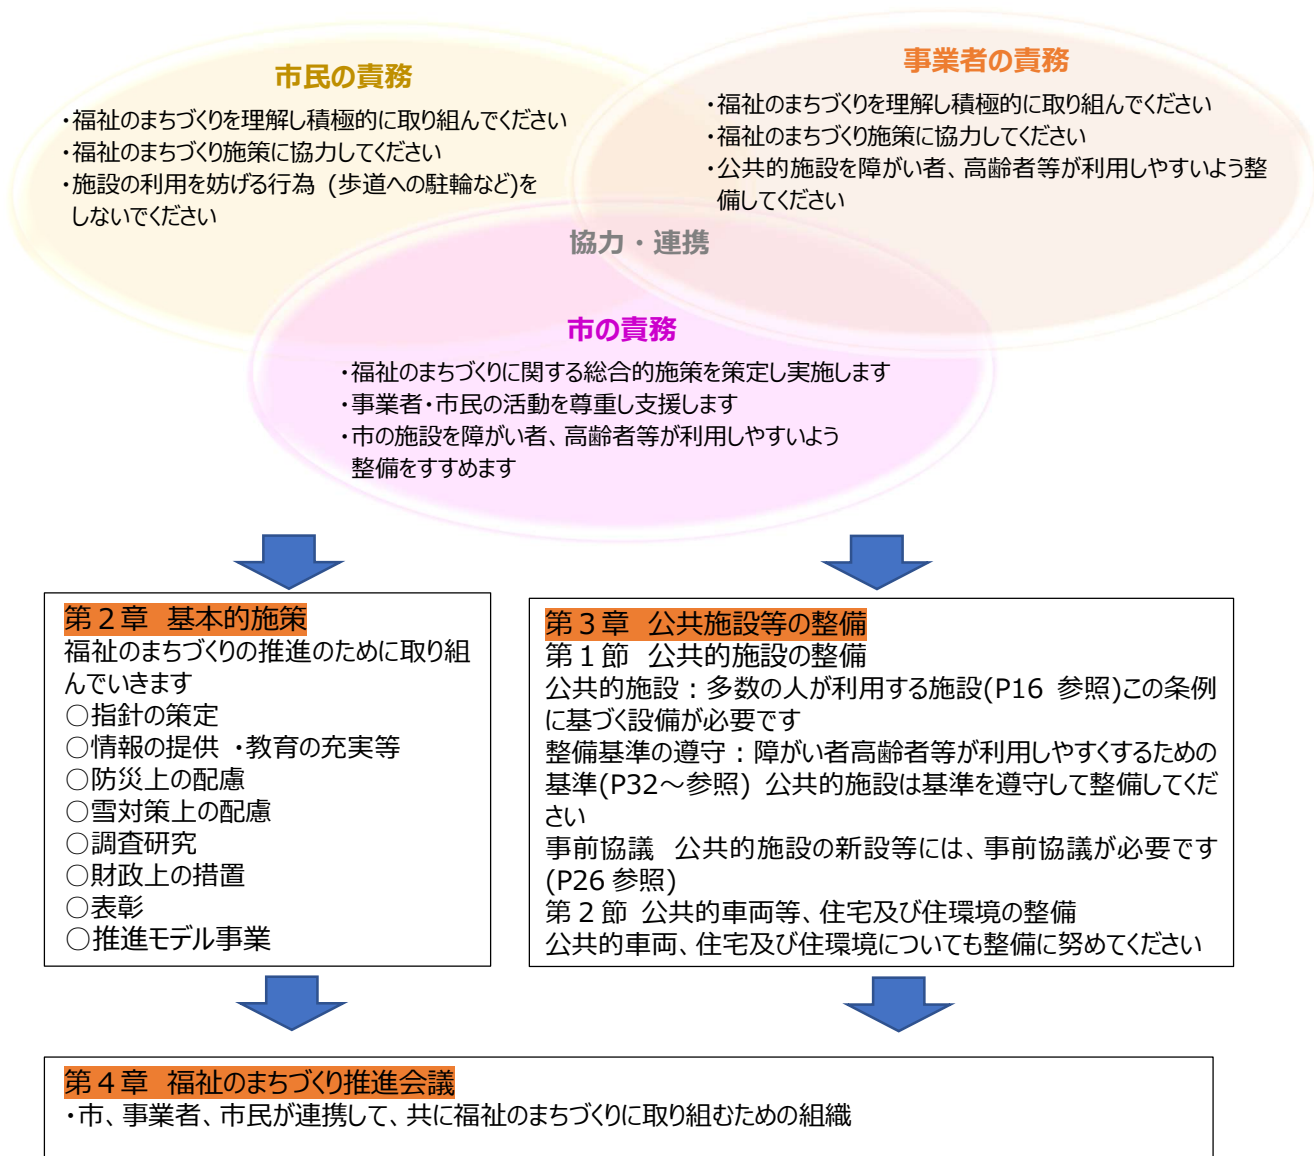 市民の責務
・福祉のまちづくりを理解し積極的に取り組んでください
・福祉のまちづくり施策に協力してください
・施設の利用を妨げる行為 (歩道への駐輪など)を
しないでください
事業者の責務
・福祉のまちづくりを理解し積極的に取り組んでください
・福祉のまちづくり施策に協力してください
・公共的施設を障がい者、高齢者等が利用しやすいよう整
備してください
協力・連携
市の責務
・福祉のまちづくりに関する総合的施策を策定し実施します
・事業者・市民の活動を尊重し支援します
・市の施設を障がい者、高齢者等が利用しやすいよう
整備をすすめます
第2章 基本的施策
福祉のまちづくりの推進のために取り組
んでいきます
○指針の策定
○情報の提供 ・教育の充実等
○防災上の配慮
○雪対策上の配慮
○調査研究
○財政上の措置
○表彰
○推進モデル事業
第3章 公共施設等の整備
第1節 公共的施設の整備
公共的施設：多数の人が利用する施設(P16 参照)この条例
に基づく設備が必要です
整備基準の遵守：障がい者高齢者等が利用しやすくするための
基準(P32～参照) 公共的施設は基準を遵守して整備してくだ
さい
事前協議 公共的施設の新設等には、事前協議が必要です
(P26 参照)
第2節 公共的車両等、住宅及び住環境の整備
公共的車両、住宅及び住環境についても整備に努めてください
第4章 福祉のまちづくり推進会議
・市、事業者、市民が連携して、共に福祉のまちづくりに取り組むための組織